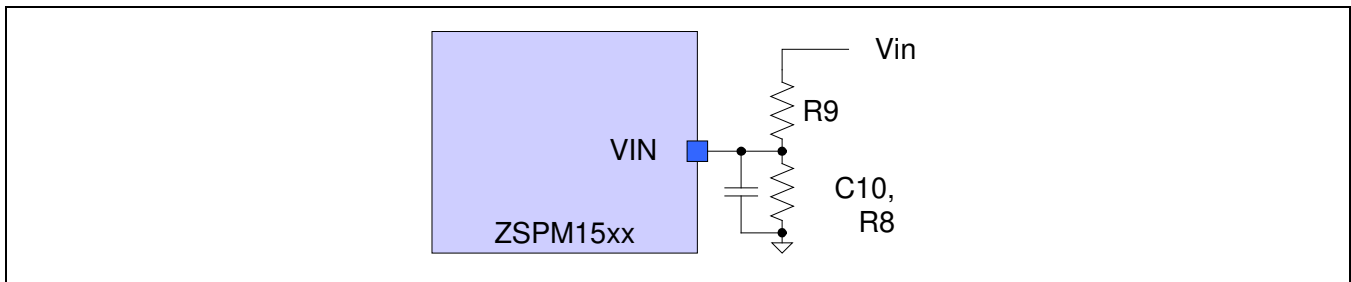 Vin
R9
VIN
C10,
R8
ZSPM15xx